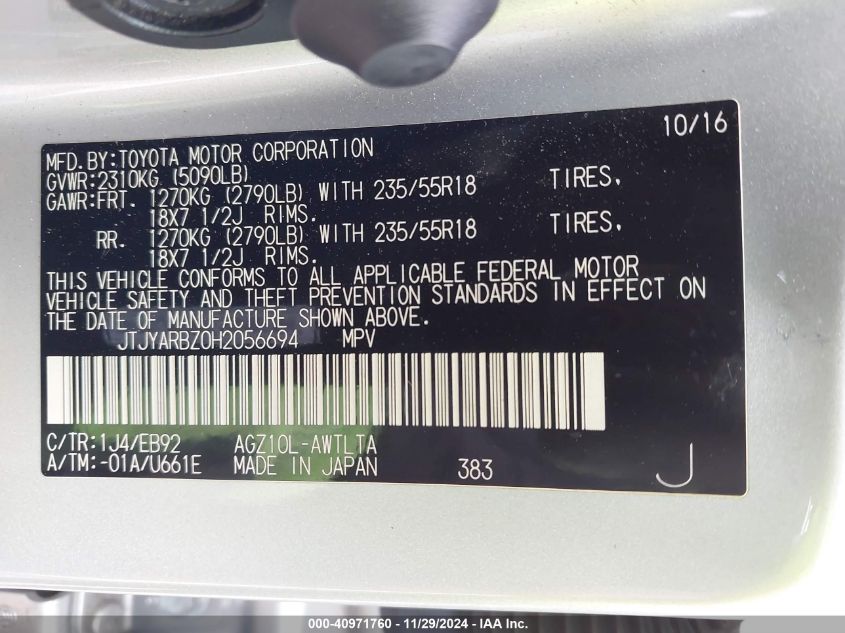 10/16
MFD.BY:TOYOTA MOTOR CORPORATION
GVWR:2310KG (5090LB)
GAWR:FRT. 1270KG (2790LB) WITH 235/55R18 TIRES,
18X7 1/2J RIMS.
RR. 1270KG (2790LB) WITH 235/55R18 TIRES,
18X7 1/2J RIMS.
THIS VEHICLE CONFORMS TO ALL APPLICABLE FEDERAL MOTOR
VEHICLE SAFETY AND THEFT PREVENTION STANDARDS IN EFFECT ON
THE DATE OF MANUFACTURE SHOWN ABOVE.
JTJYARBZ0H2056694 MPV
C/TR:1J4/EB92 AGZ10L-AWTLTA
A/TM:-01A/U661E MADE IN JAPAN 383 J
000-40971760 - 11/29/2024 - IAA Inc.